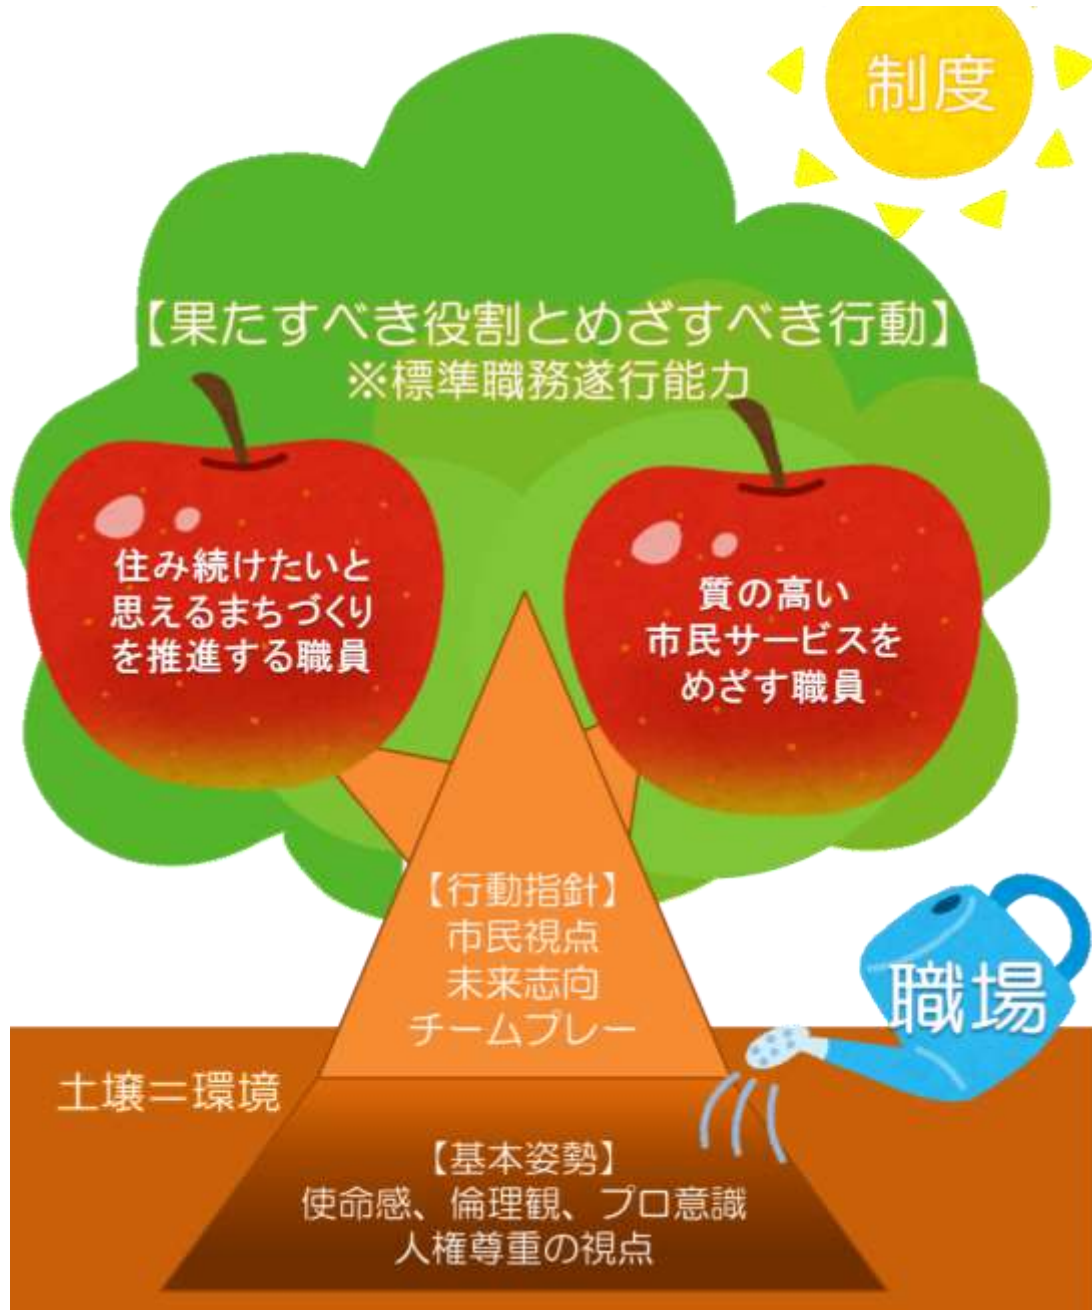 制度
【果たすべき役割とめざすべき行動】
※標準職務遂行能力
住み続けたいと
思えるまちづくり
を推進する職員
質の高い
市民サービスを
めざす職員
【行動指針】
市民視点
未来志向
チームプレー
職場
土壌＝環境
【基本姿勢】
使命感、倫理観、プロ意識
人権尊重の視点